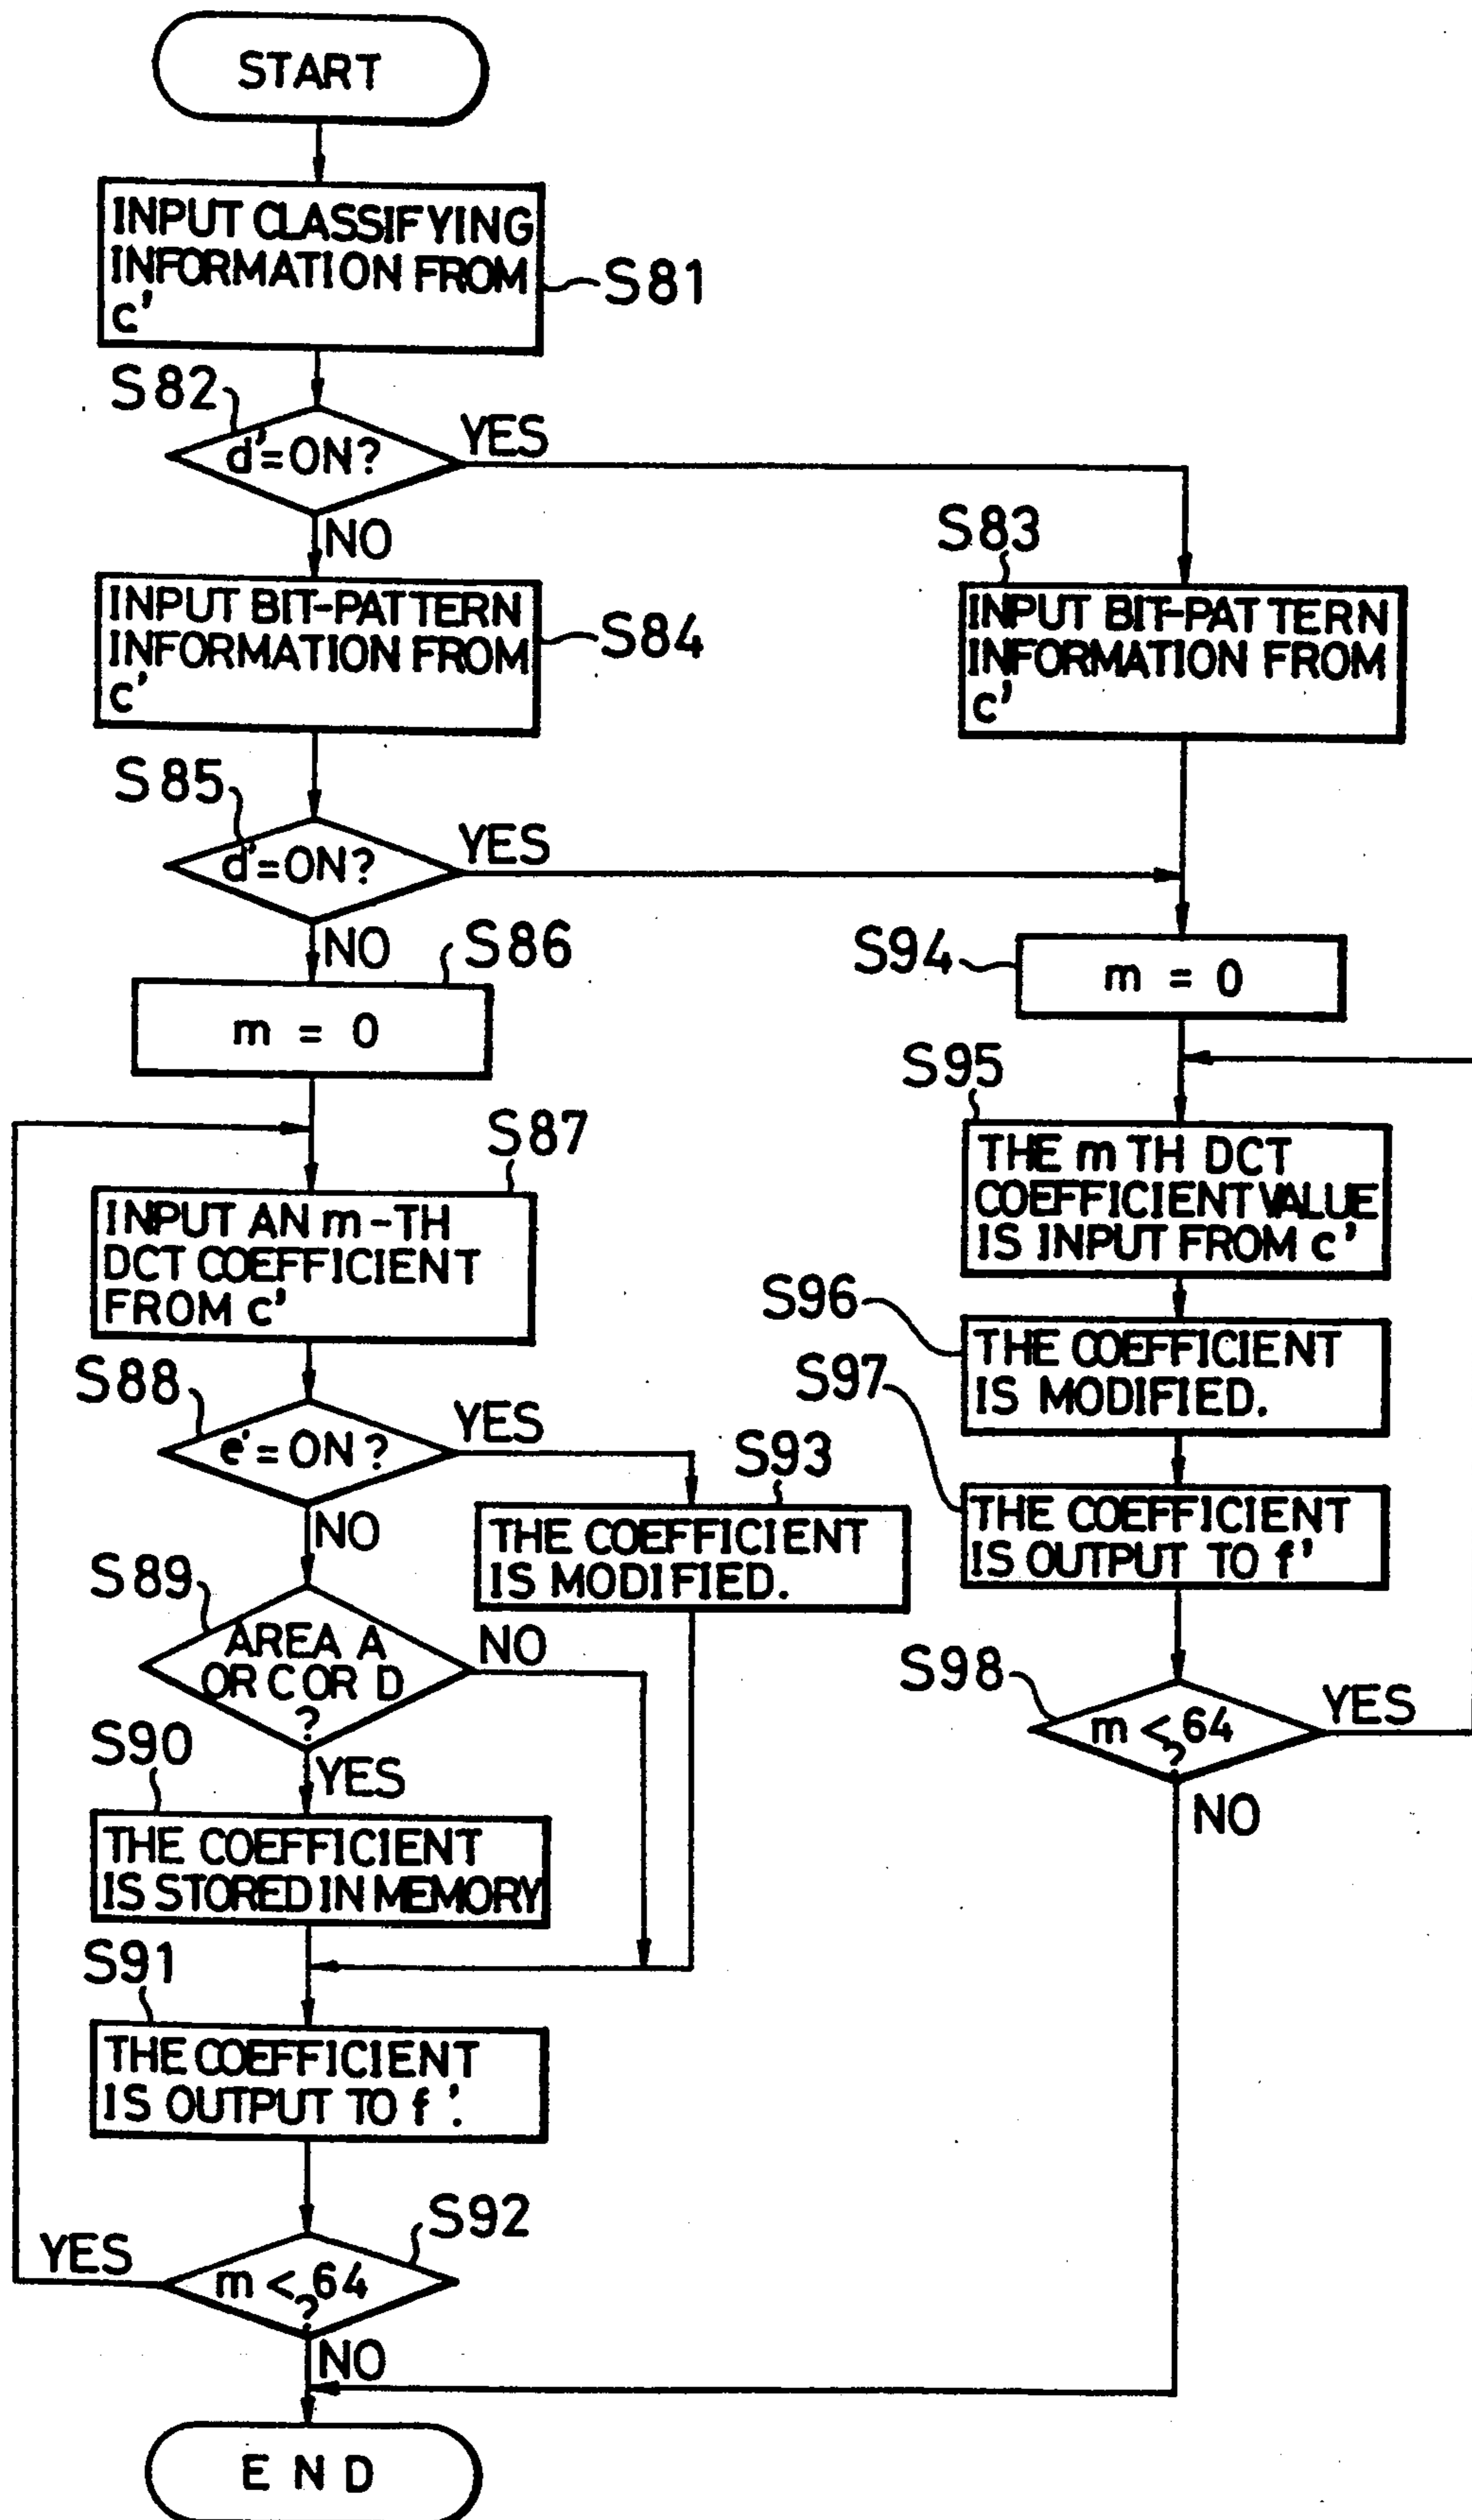 START
INPUT CLASSIFYING
INFORMATION FROM
c'
S81
S82
d'=ON?
YES
NO
INPUT BIT-PATTERN
INFORMATION FROM
c'
S84
S83
INPUT BIT-PATTERN
INFORMATION FROM
c'
S85
d'=ON?
YES
NO
S86
m = 0
S94
m = 0
S87
INPUT AN m-TH
DCT COEFFICIENT
FROM c'
S95
THE m TH DCT
COEFFICIENT VALUE
IS INPUT FROM c'
S88
e'=ON?
YES
NO
S93
THE COEFFICIENT
IS MODIFIED.
S96
THE COEFFICIENT
IS MODIFIED.
S97
THE COEFFICIENT
IS OUTPUT TO f'
S89
AREA A
OR C OR D
?
NO
YES
S98
m < 64
?
YES
NO
S90
THE COEFFICIENT
IS STORED IN MEMORY
S91
THE COEFFICIENT
IS OUTPUT TO f'.
S92
m < 64
?
YES
NO
END